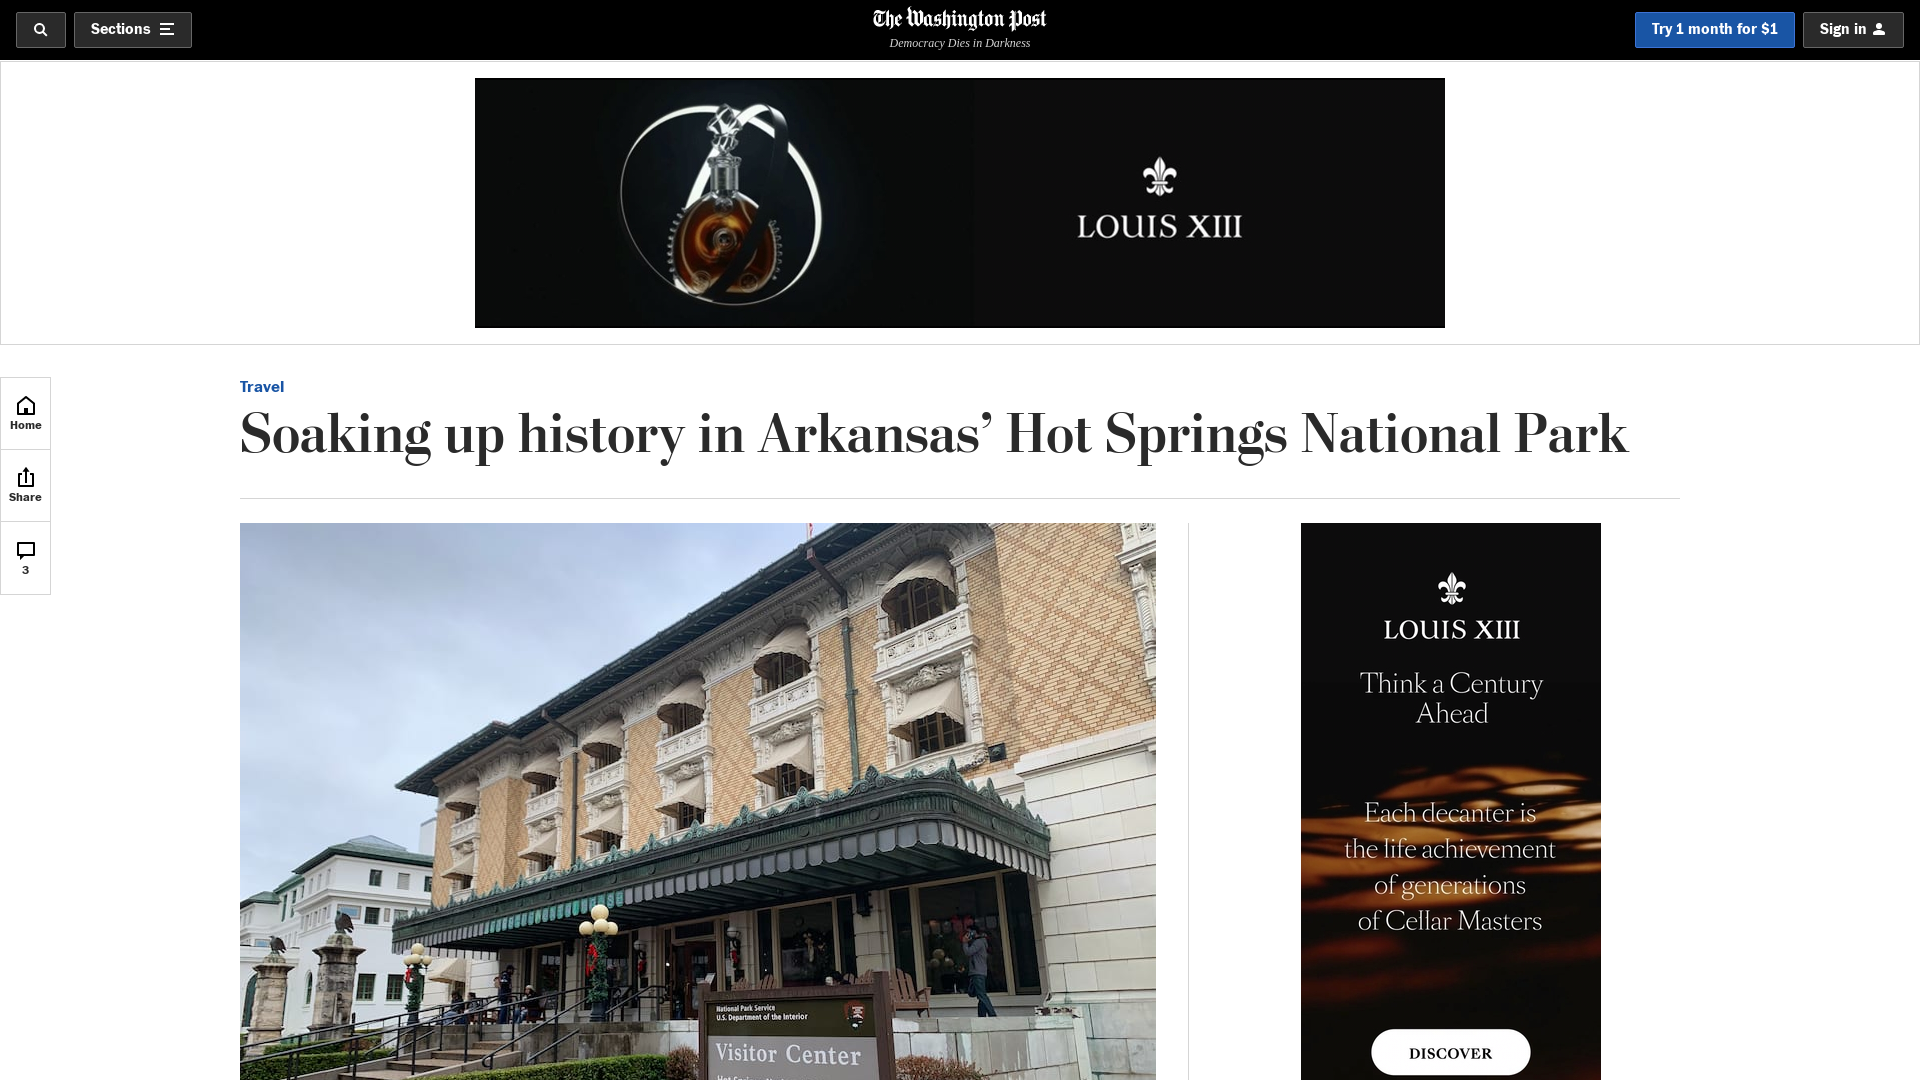 Sections
The Washington Post
Democracy Dies in Darkness
Try 1 month for $1
Sign in
LOUIS XIII
Travel
Soaking up history in Arkansas’ Hot Springs National Park
Home
Share
3
National Park Service
U.S. Department of the Interior
Visitor Center
LOUIS XIII
Think a Century
Ahead
Each decanter is
the life achievement
of generations
of Cellar Masters
DISCOVER